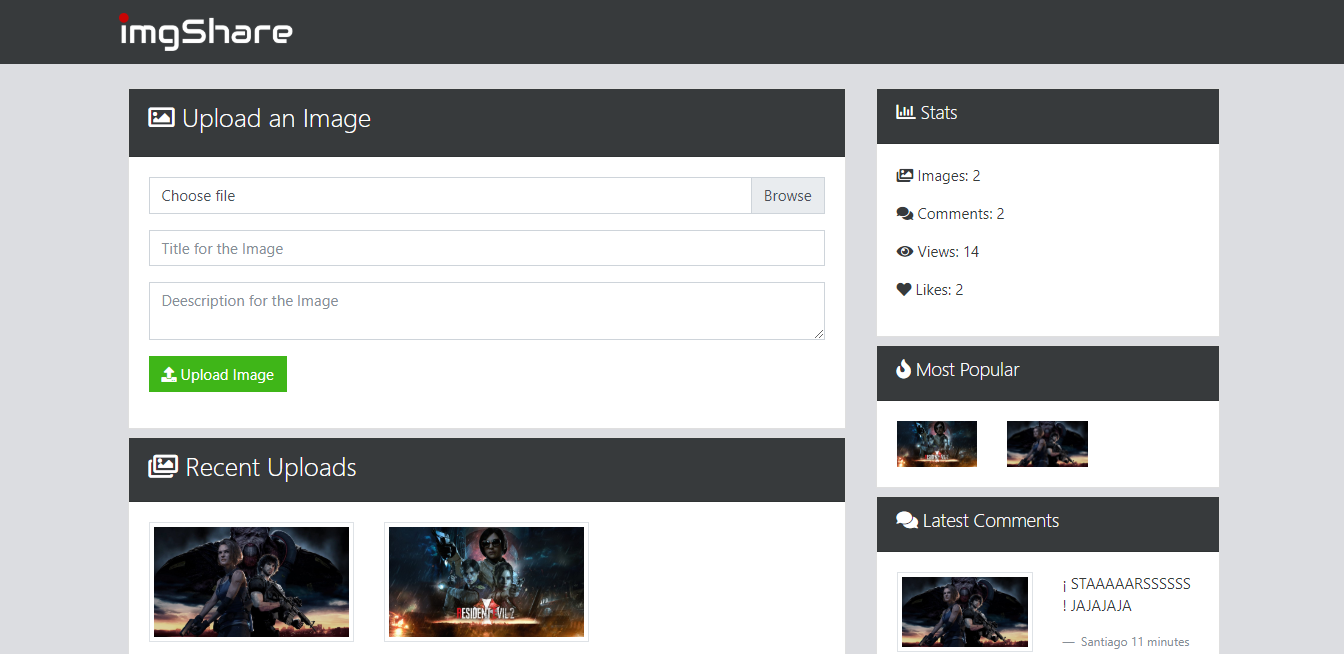 imgShare
Upload an Image
Choose file
Browse
Title for the Image
Deescription for the Image
Upload Image
Recent Uploads
RESIDENT EVIL 2
Stats
Images: 2
Comments: 2
Views: 14
Likes: 2
Most Popular
Latest Comments
¡ STAAAAARSSSSSS
! JAJAJAJA
— Santiago 11 minutes